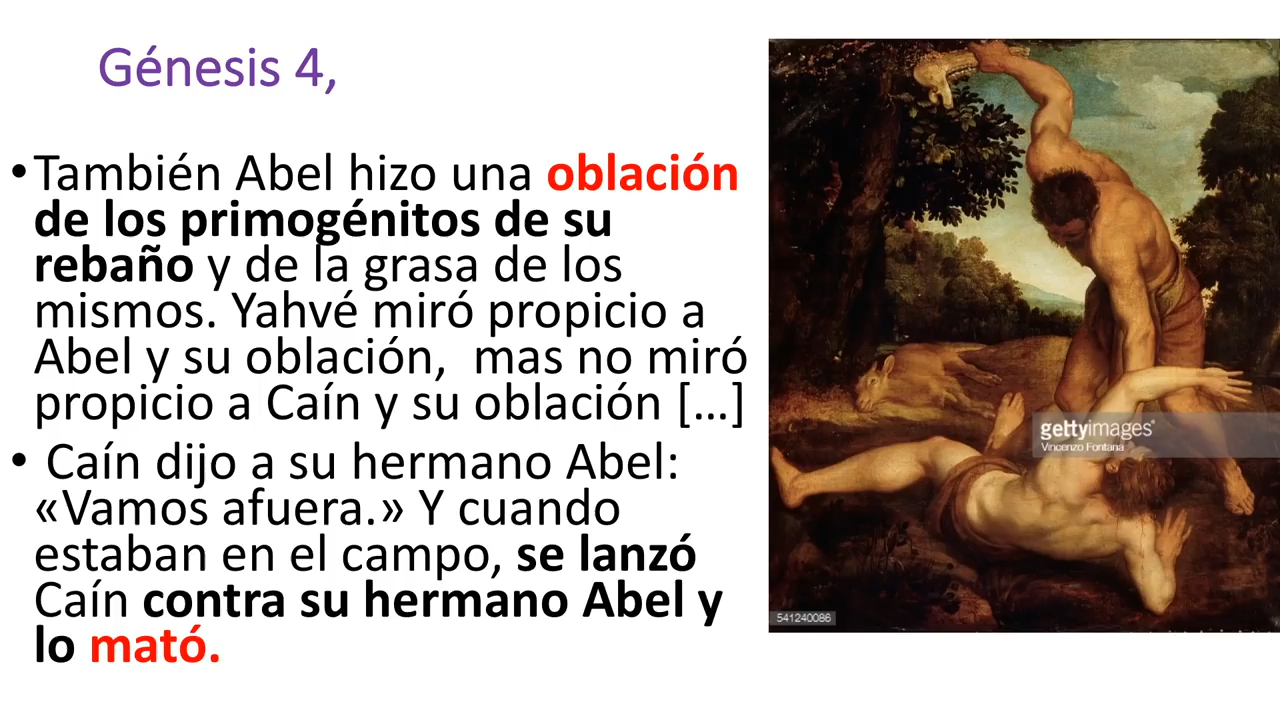 Génesis 4,
•También Abel hizo una oblación
de los primogénitos de su
rebaño y de la grasa de los
mismos. Yahvé miró propicio a
Abel y su oblación,  mas no miró
propicio a Caín y su oblación [...]
• Caín dijo a su hermano Abel:
«Vamos afuera.» Y cuando
estaban en el campo, se lanzó
Caín contra su hermano Abel y
lo mató.
gettyimages®
Vincenzo Fontana
541240086